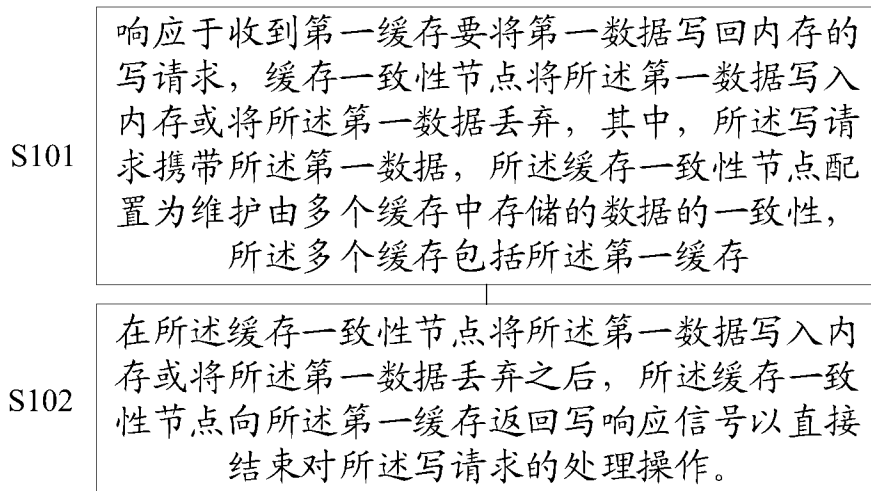 响应于收到第一缓存要将第一数据写回内存的
写请求，缓存一致性节点将所述第一数据写入
内存或将所述第一数据丢弃，其中，所述写请
S101
求携带所述第一数据，所述缓存一致性节点配
置为维护由多个缓存中存储的数据的一致性，
所述多个缓存包括所述第一缓存
在所述缓存一致性节点将所述第一数据写入内
存或将所述第一数据丢弃之后，所述缓存一致
S102
性节点向所述第一缓存返回写响应信号以直接
结束对所述写请求的处理操作。